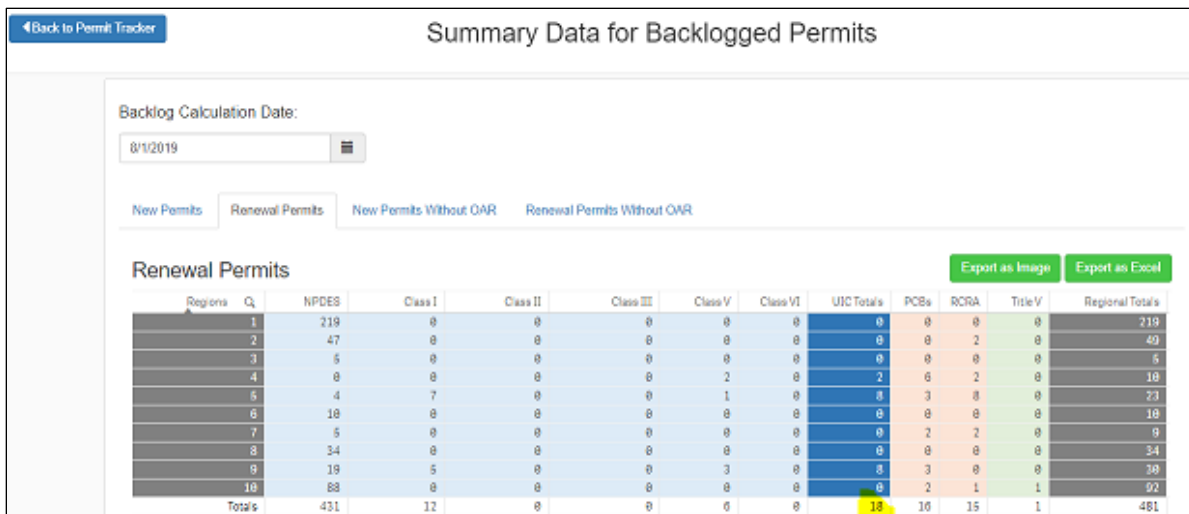 Back to Permit Tracker
Summary Data for Backlogged Permits
Backlog Calculation Date:
8/1/2019
New Permits Renewal Permits New Permits Without OAR Renewal Permits Without OAR
Renewal Permits Export as Image Export as Excel
Regions NPDES Class I Class II Class III Class V Class VI UIC Totals PCBs RCRA Title V Regional Totals
1 219 0 0 0 0 0 0 0 0 0 219
2 47 0 0 0 0 0 0 0 2 0 49
3 5 0 0 0 0 0 0 0 0 0 5
4 0 0 0 0 2 0 2 6 2 0 10
5 4 7 0 0 1 0 8 3 8 0 23
6 10 0 0 0 0 0 0 0 0 0 10
7 5 0 0 0 0 0 0 2 2 0 9
8 34 0 0 0 0 0 0 0 0 0 34
9 19 5 0 0 3 0 8 3 0 0 30
10 88 0 0 0 0 0 0 2 1 1 92
Totals 431 12 0 0 6 0 18 16 15 1 481